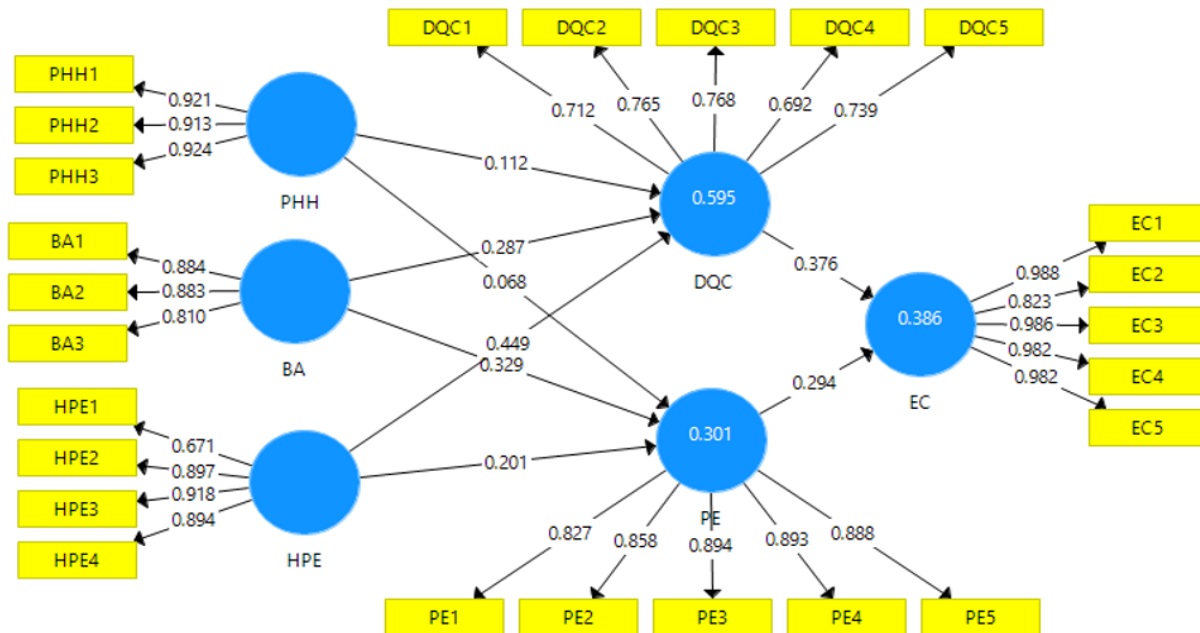 DQC1
DQC2
DQC3
DQC4
DQC5
PHH1
PHH2
PHH3
0.921
0.913
0.924
PHH
0.712
0.765
0.768
0.692
0.739
0.112
0.595
DQC
BA1
BA2
BA3
0.884
0.883
0.810
BA
0.287
0.068
0.449
0.329
0.376
0.294
0.386
EC
0.988
0.823
0.986
0.982
0.982
EC1
EC2
EC3
EC4
EC5
HPE1
HPE2
HPE3
HPE4
0.671
0.897
0.918
0.894
HPE
0.201
0.301
PE
0.827
0.858
0.894
0.893
0.888
PE1
PE2
PE3
PE4
PE5